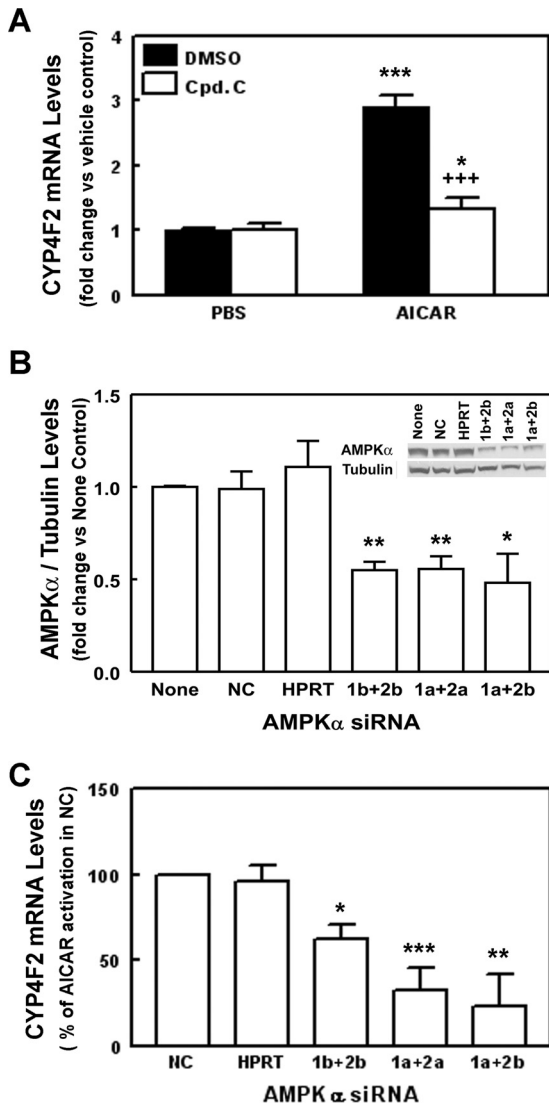 A
CYP4F2 mRNA Levels
(fold change vs vehicle control)
4
3
2
1
0
DMSO
Cpd.C
***
*
+++
PBS
AICAR
B
AMPKα / Tubulin Levels
(fold change vs None Control)
1.5
1.0
0.5
0.0
None
NC
HPRT
1b+2b
1a+2a
1a+2b
AMPKα
Tubulin
**
**
*
None
NC
HPRT
1b+2b
1a+2a
1a+2b
AMPKα siRNA
C
CYP4F2 mRNA Levels
( % of AICAR activation in NC)
150
100
50
0
*
***
**
NC
HPRT
1b+2b
1a+2a
1a+2b
AMPKα siRNA